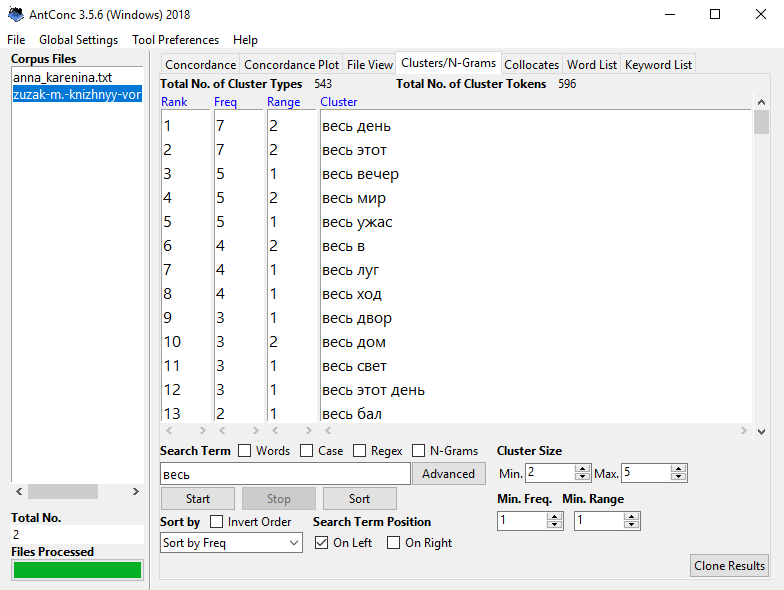 AntConc 3.5.6 (Windows) 2018
File Global Settings Tool Preferences Help
Corpus Files
anna_karenina.txt
zuzak-m.-knizhnyy-vor
Concordance Concordance Plot File View Clusters/N-Grams Collocates Word List Keyword List
Total No. of Cluster Types 543 Total No. of Cluster Tokens 596
Rank Freq Range Cluster
1 7 2 весь день
2 7 2 весь этот
3 5 1 весь вечер
4 5 2 весь мир
5 5 1 весь ужас
6 4 2 весь в
7 4 1 весь луг
8 4 1 весь ход
9 3 1 весь двор
10 3 2 весь дом
11 3 1 весь свет
12 3 1 весь этот день
13 2 1 весь бал
Search Term Words Case Regex N-Grams Cluster Size
весь Advanced Min. 2 Max. 5
Start Stop Sort Min. Freq. Min. Range
Sort by Invert Order Search Term Position 1 1
Sort by Freq On Left On Right
Total No.
2
Files Processed
Clone Results